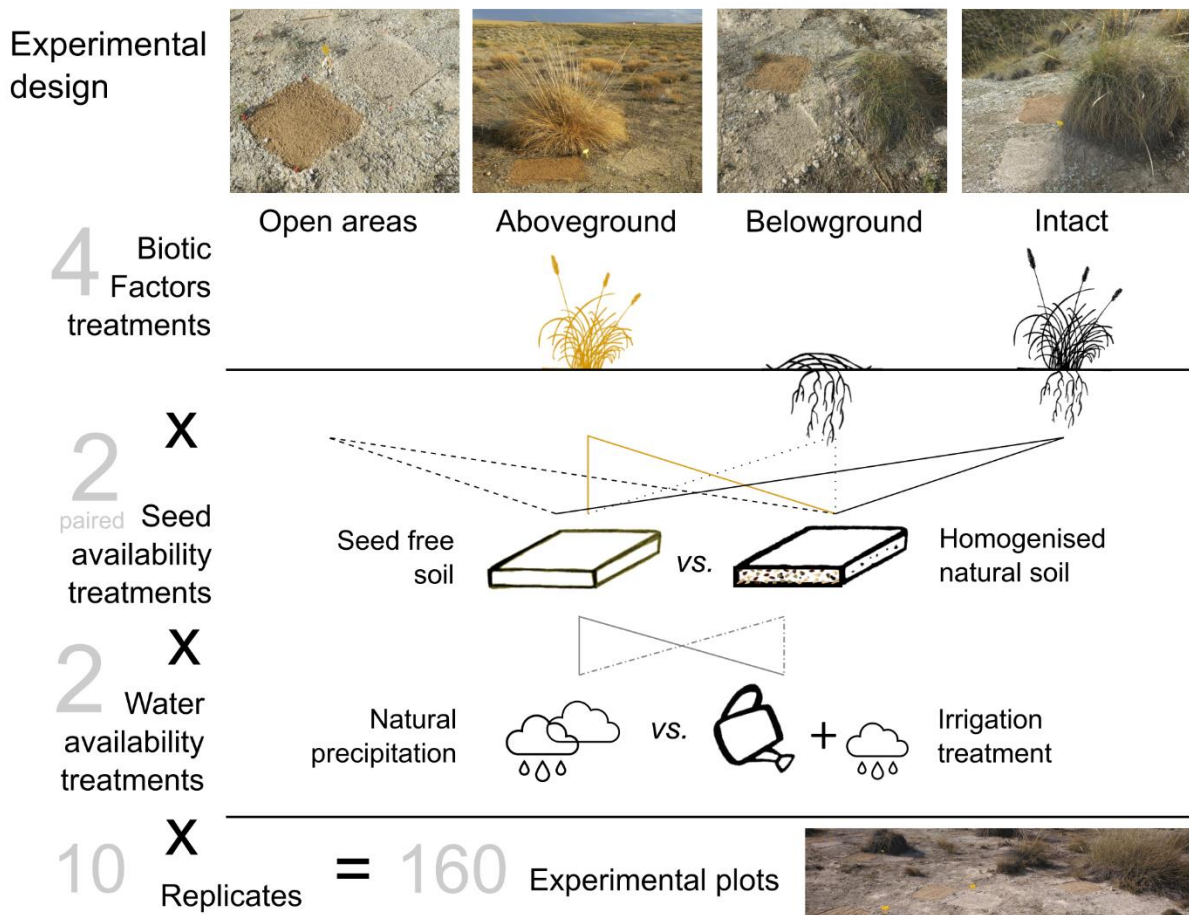 Experimental
design
Open areas
Aboveground
Belowground
Intact
4 Biotic
Factors
treatments
x
2
paired Seed
availability
treatments
Seed free
soil
vs.
Homogenised
natural soil
x
2
Water
availability
treatments
Natural
precipitation
vs.
+
Irrigation
treatment
x
10 Replicates = 160 Experimental plots